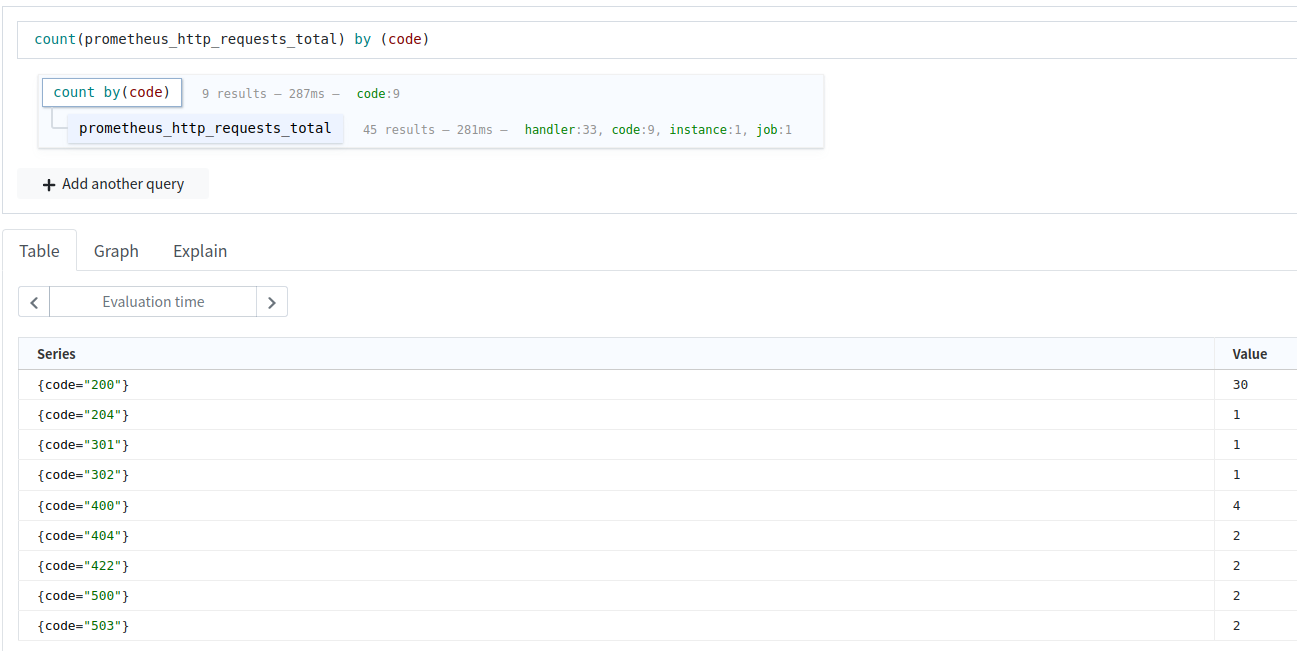 count(prometheus_http_requests_total) by (code)
count by(code) 9 results – 287ms – code:9
prometheus_http_requests_total 45 results – 281ms – handler:33, code:9, instance:1, job:1
+ Add another query
Table Graph Explain
< Evaluation time >
Series Value
{code="200"} 30
{code="204"} 1
{code="301"} 1
{code="302"} 1
{code="400"} 4
{code="404"} 2
{code="422"} 2
{code="500"} 2
{code="503"} 2